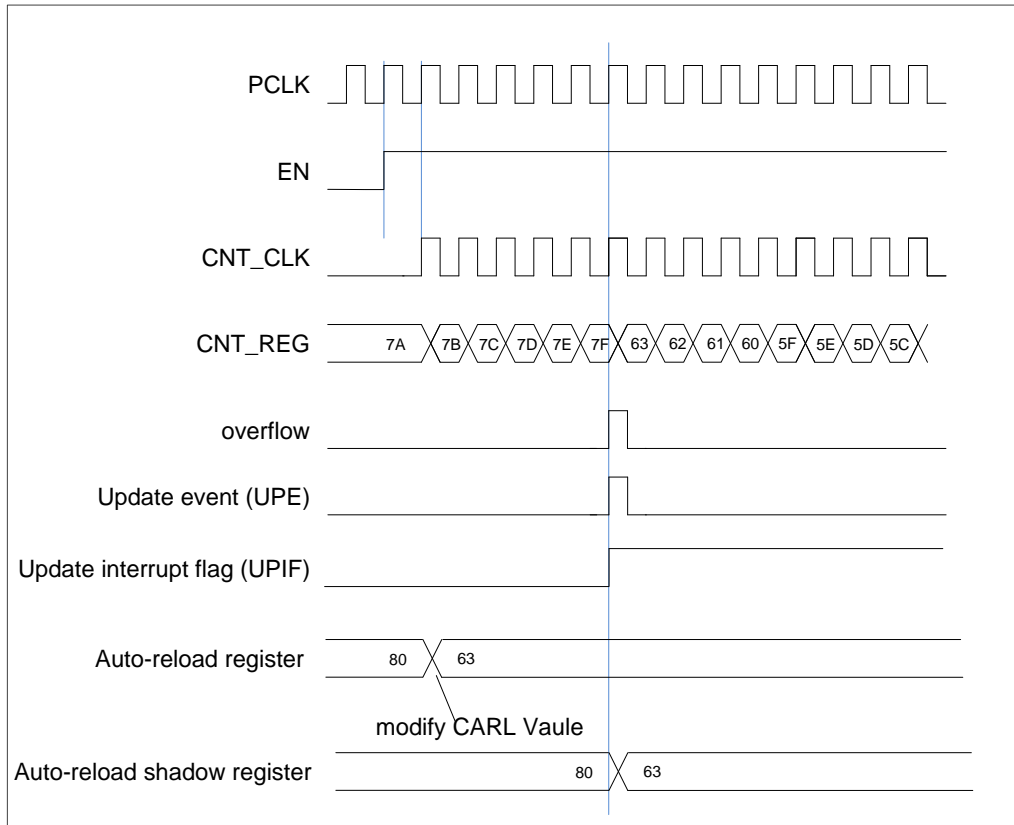 PCLK
EN
CNT_CLK
CNT_REG 7A 7B 7C 7D 7E 7F 63 62 61 60 5F 5E 5D 5C
overflow
Update event (UPE)
Update interrupt flag (UPIF)
Auto-reload register 80 63
modify CARL Vaule
Auto-reload shadow register 80 63